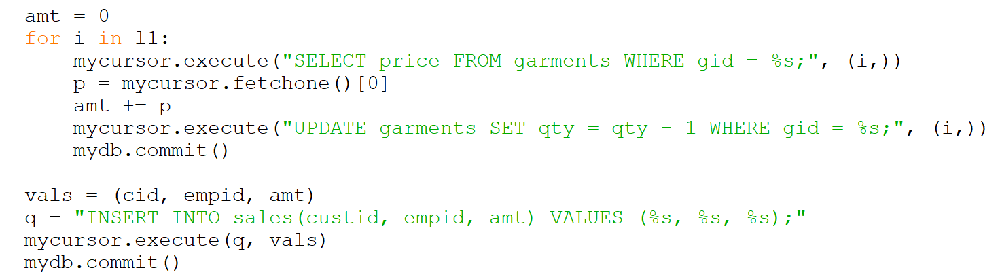 amt = 0
for i in l1:
    mycursor.execute("SELECT price FROM garments WHERE gid = %s;", (i,))
    p = mycursor.fetchone()[0]
    amt += p
    mycursor.execute("UPDATE garments SET qty = qty - 1 WHERE gid = %s;", (i,))
    mydb.commit()

vals = (cid, empid, amt)
q = "INSERT INTO sales(custid, empid, amt) VALUES (%s, %s, %s);"
mycursor.execute(q, vals)
mydb.commit()